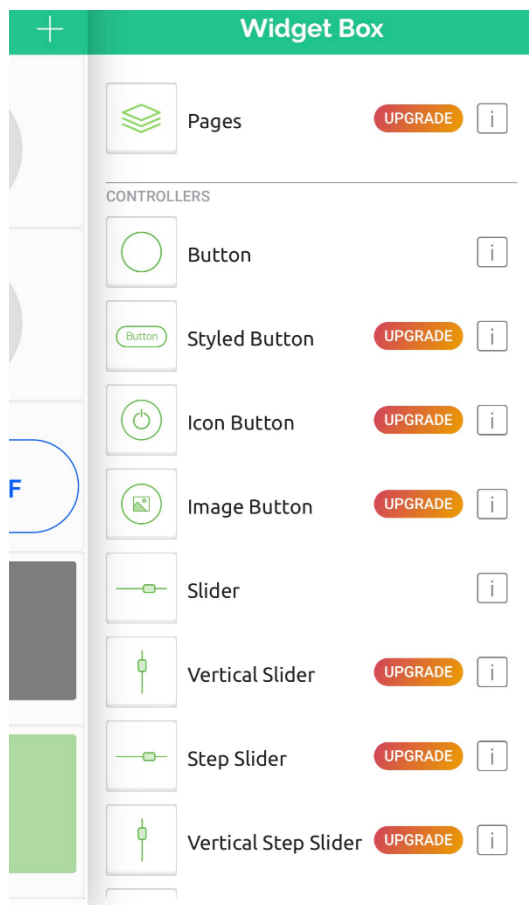 Widget Box
Pages UPGRADE i
CONTROLLERS
Button i
Button Styled Button UPGRADE i
Icon Button UPGRADE i
F
Image Button UPGRADE i
Slider i
Vertical Slider UPGRADE i
Step Slider UPGRADE i
Vertical Step Slider UPGRADE i